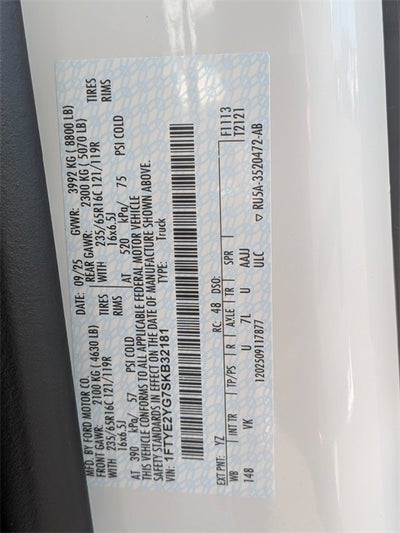 MFD. BY FORD MOTOR CO.
DATE: 09/25 GVWR: 3992 KG ( 8800 LB)
FRONT GAWR: 2100 KG ( 4630 LB) REAR GAWR: 2300 KG ( 5070 LB)
WITH 235/65R16C 121/119R TIRES WITH 235/65R16C 121/119R TIRES
16x6.5J RIMS 16x6.5J RIMS
AT 390 kPa/ 57 PSI COLD AT 520 kPa/ 75 PSI COLD
THIS VEHICLE CONFORMS TO ALL APPLICABLE FEDERAL MOTOR VEHICLE
SAFETY STANDARDS IN EFFECT ON THE DATE OF MANUFACTURE SHOWN ABOVE.
VIN: 1FTYE2YG7SKB32181 TYPE: Truck
F1113
T2121
EXT PNT: YZ RC: 48 DSO:
WB INT TR TP/PS R AXLE TR SPR
148 VK U 7L U AAJJ
ULC
1202509117877 ▽ RU5A-3520472-AB